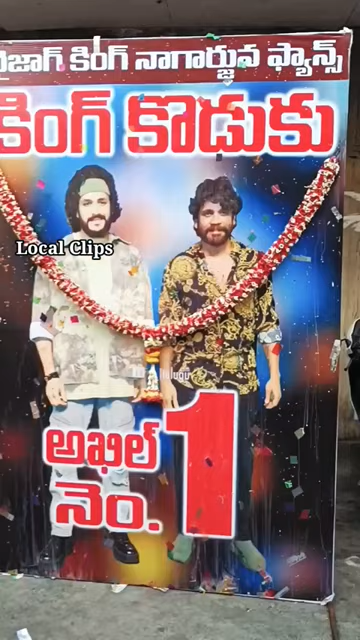 వైజాగ్ కింగ్ నాగార్జువ ఫ్యాన్స్
కింగ్ కొడుకు
Local Clips
అఖిల్
నెం. 1